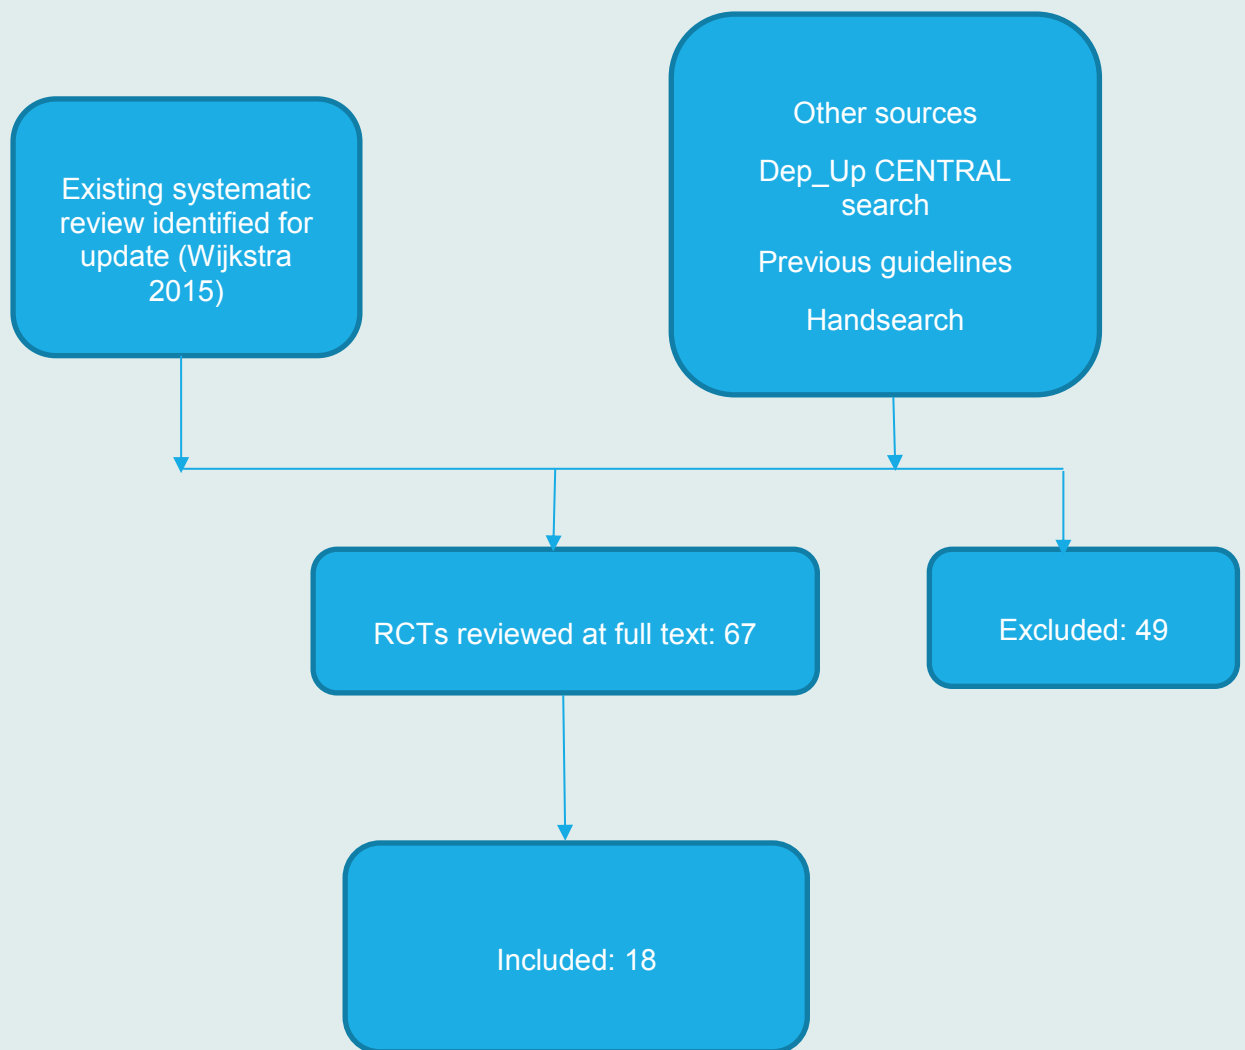 Existing systematic
review identified for
update (Wijkstra
2015)
Other sources
Dep_Up CENTRAL
search
Previous guidelines
Handsearch
RCTs reviewed at full text: 67
Excluded: 49
Included: 18